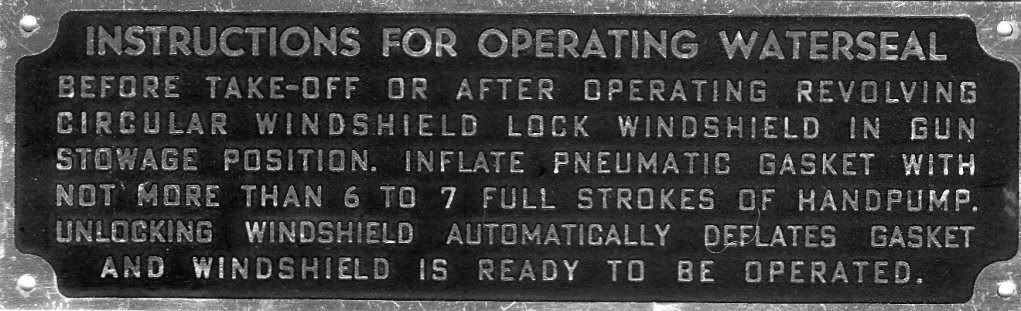 INSTRUCTIONS FOR OPERATING WATERSEAL
BEFORE TAKE-OFF OR AFTER OPERATING REVOLVING
CIRCULAR WINDSHIELD LOCK WINDSHIELD IN GUN
STOWAGE POSITION. INFLATE PNEUMATIC GASKET WITH
NOT MORE THAN 6 TO 7 FULL STROKES OF HANDPUMP.
UNLOCKING WINDSHIELD AUTOMATICALLY DEFLATES GASKET
AND WINDSHIELD IS READY TO BE OPERATED.